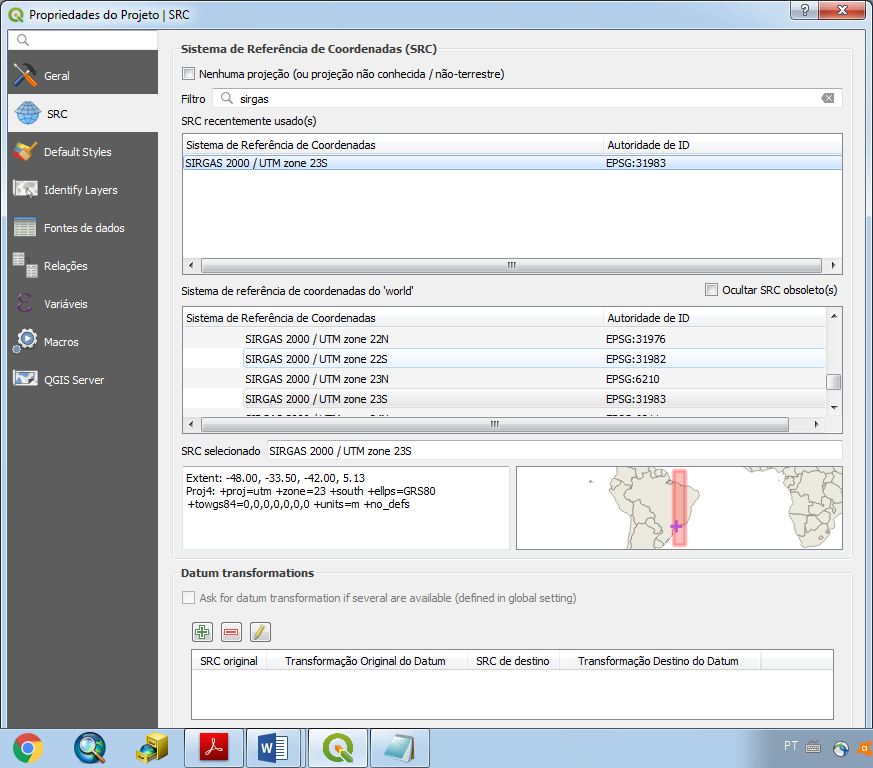 Propriedades do Projeto | SRC
Geral
SRC
Default Styles
Identify Layers
Fontes de dados
Relações
Variáveis
Macros
QGIS Server
Sistema de Referência de Coordenadas (SRC)
Nenhuma projeção (ou projeção não conhecida / não-terrestre)
Filtro sirgas
SRC recentemente usado(s)
Sistema de Referência de Coordenadas Autoridade de ID
SIRGAS 2000 / UTM zone 23S EPSG:31983
Sistema de referência de coordenadas do 'world' Ocultar SRC obsoleto(s)
Sistema de Referência de Coordenadas Autoridade de ID
SIRGAS 2000 / UTM zone 22N EPSG:31976
SIRGAS 2000 / UTM zone 22S EPSG:31982
SIRGAS 2000 / UTM zone 23N EPSG:6210
SIRGAS 2000 / UTM zone 23S EPSG:31983
SRC selecionado SIRGAS 2000 / UTM zone 23S
Extent: -48.00, -33.50, -42.00, 5.13
Proj4: +proj=utm +zone=23 +south +ellps=GRS80
+towgs84=0,0,0,0,0,0,0 +units=m +no_defs
Datum transformations
Ask for datum transformation if several are available (defined in global setting)
SRC original Transformação Original do Datum SRC de destino Transformação Destino do Datum
PT